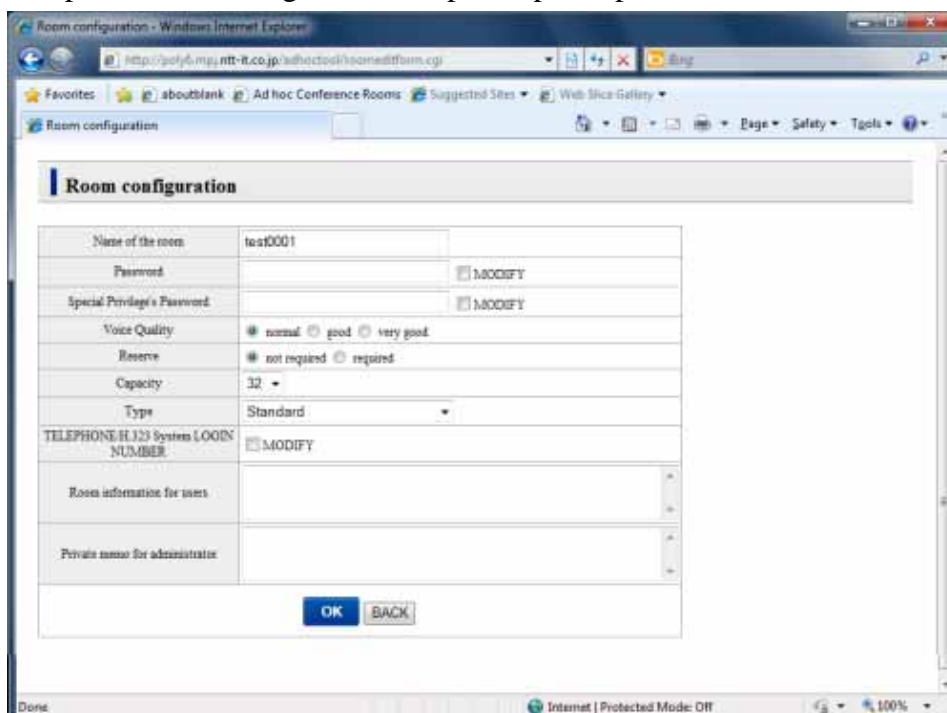 Room configuration - Windows Internet Explorer
ntt-it.co.jp/adhoctool/roomeditform.cgi
Bing
Favorites aboutblank Ad hoc Conference Rooms Suggested Sites Web Slice Gallery
Room configuration Page Safety Tools
Room configuration
Name of the room test0001
Password MODIFY
Special Privilege's Password MODIFY
Voice Quality normal good very good
Reserve not required required
Capacity 32
Type Standard
TELEPHONE/H.323 System LOGIN
NUMBER MODIFY
Room information for users
Private memo for administrator
OK BACK
Done Internet | Protected Mode: Off 100%